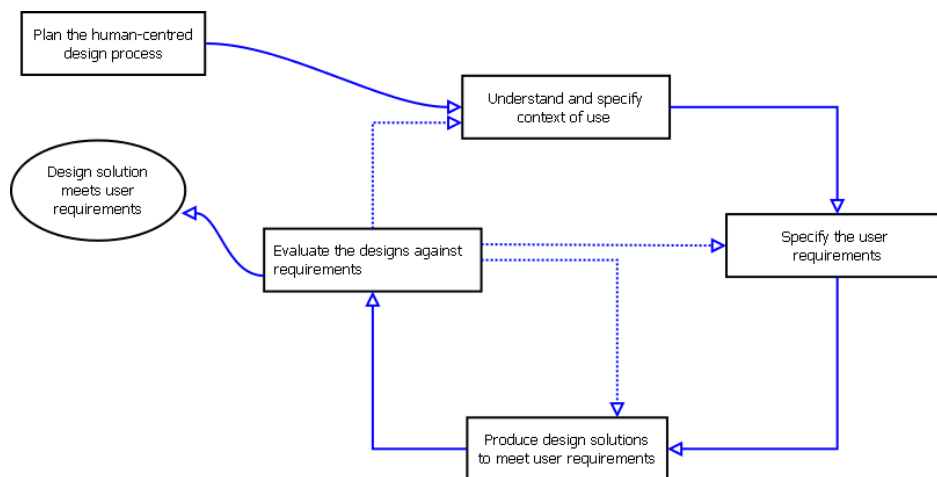 Plan the human-centred
design process
Understand and specify
context of use
Design solution
meets user
requirements
Evaluate the designs against
requirements
Specify the user
requirements
Produce design solutions
to meet user requirements